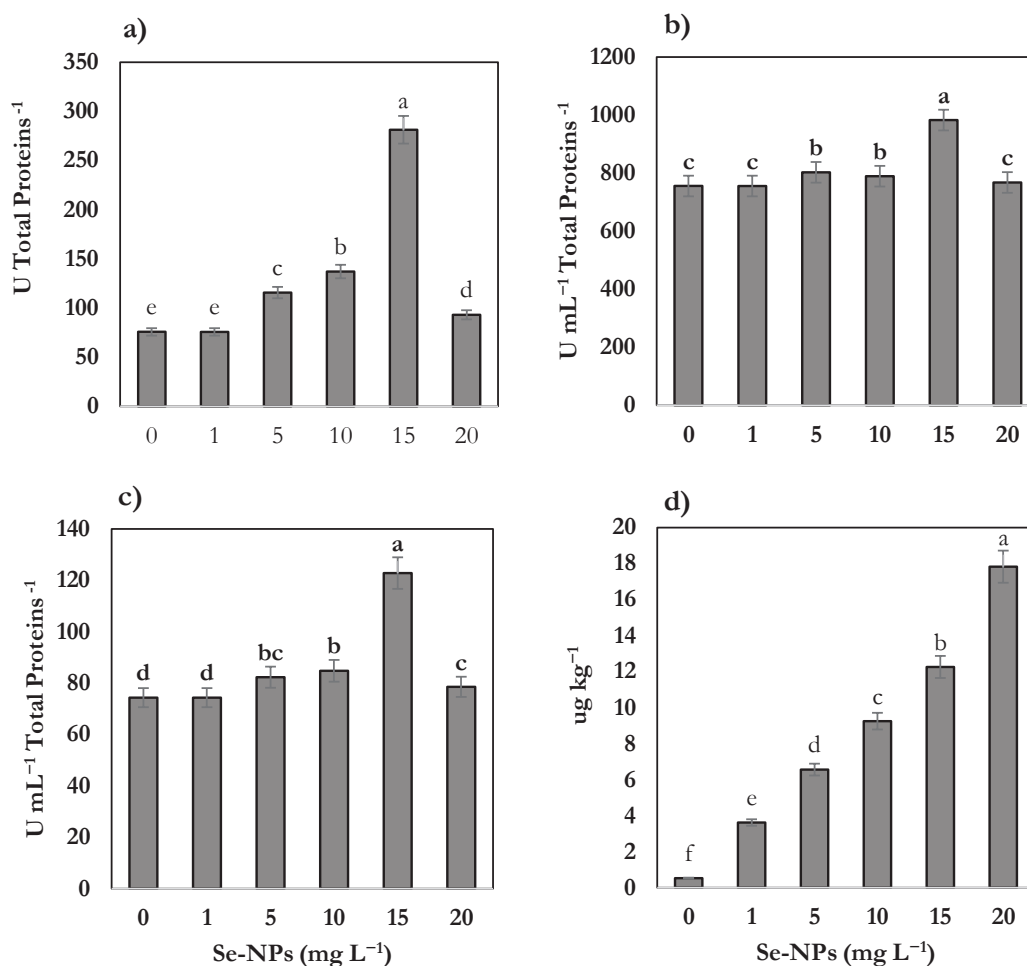 a)
U Total Proteins ⁻¹
350
300
250
200
150
100
50
0
e
e
c
b
a
d
0 1 5 10 15 20
b)
U mL⁻¹ Total Proteins ⁻¹
1200
1000
800
600
400
200
0
c
c
b
b
a
c
0 1 5 10 15 20
c)
U mL⁻¹ Total Proteins ⁻¹
140
120
100
80
60
40
20
0
d
d
bc
b
a
c
0 1 5 10 15 20
Se-NPs (mg L⁻¹)
d)
ug kg⁻¹
20
18
16
14
12
10
8
6
4
2
0
f
e
d
c
b
a
0 1 5 10 15 20
Se-NPs (mg L⁻¹)